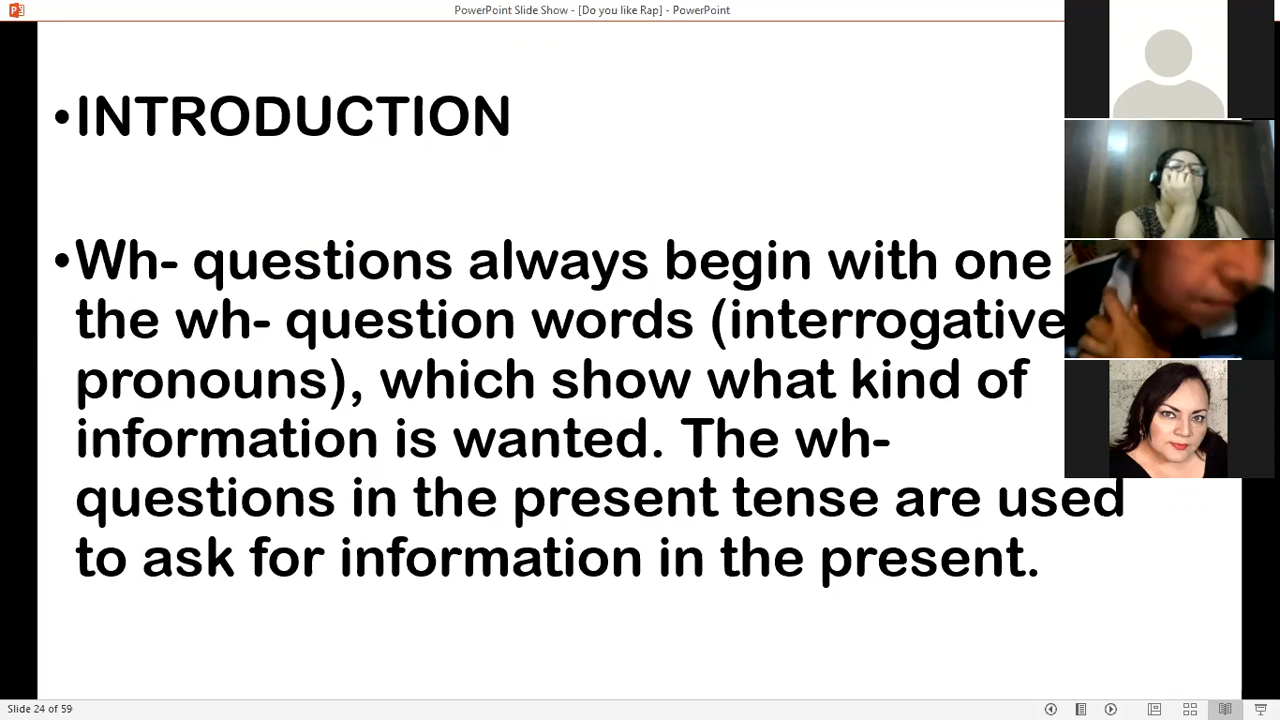 PowerPoint Slide Show - [Do you like Rap] - PowerPoint
•INTRODUCTION
•Wh- questions always begin with one
the wh- question words (interrogative
pronouns), which show what kind of
information is wanted. The wh-
questions in the present tense are used
to ask for information in the present.
Slide 24 of 59